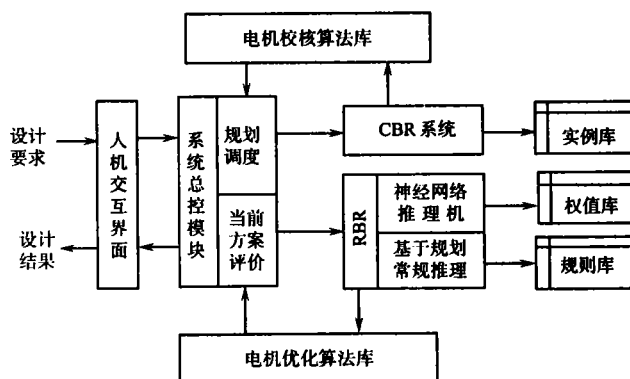 电机校核算法库
设计
要求
设计
结果
人机交互界面
系统总控模块
规划
调度
当前
方案
评价
CBR 系统
实例库
RBR
神经网络
推理机
权值库
基于规划
常规推理
规则库
电机优化算法库